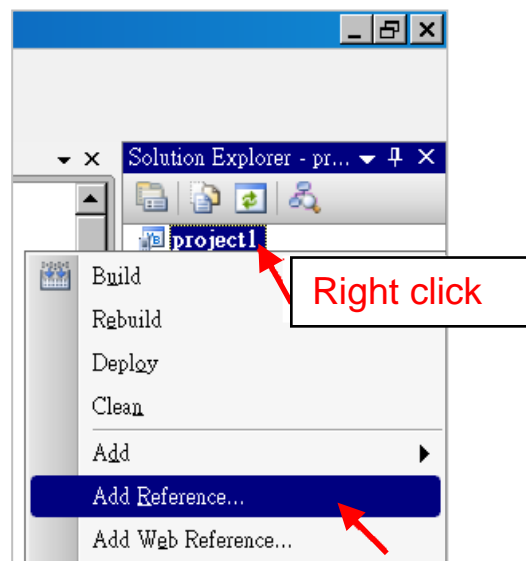 Solution Explorer - pr...
project1
Right click
Build
Rebuild
Deploy
Clean
Add
Add Reference...
Add Web Reference...